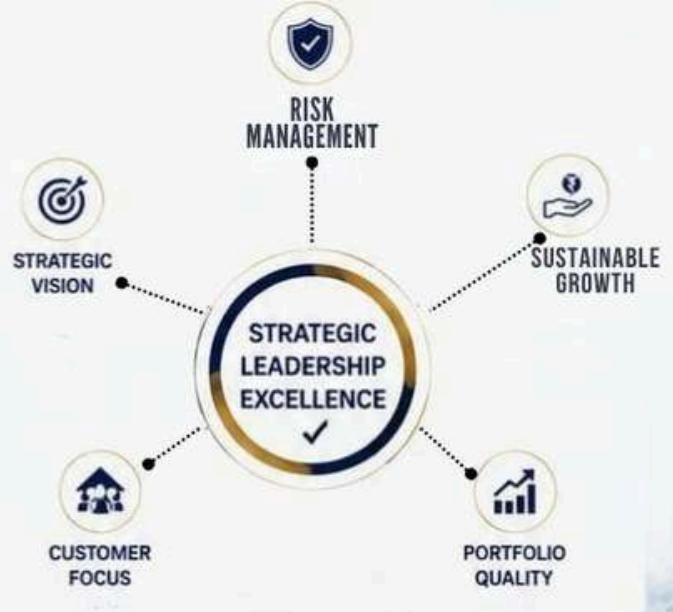 RISK
MANAGEMENT
STRATEGIC
VISION
SUSTAINABLE
GROWTH
STRATEGIC
LEADERSHIP
EXCELLENCE
CUSTOMER
FOCUS
PORTFOLIO
QUALITY